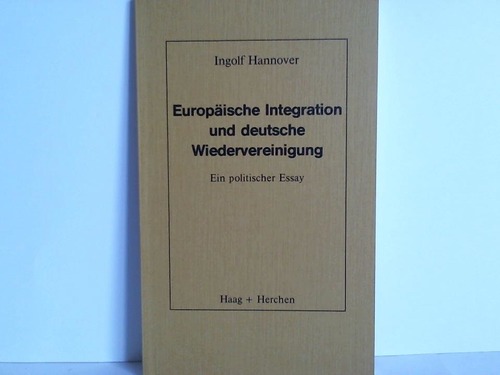 Ingolf Hannover
Europäische Integration
und deutsche
Wiedervereinigung
Ein politischer Essay
Haag + Herchen